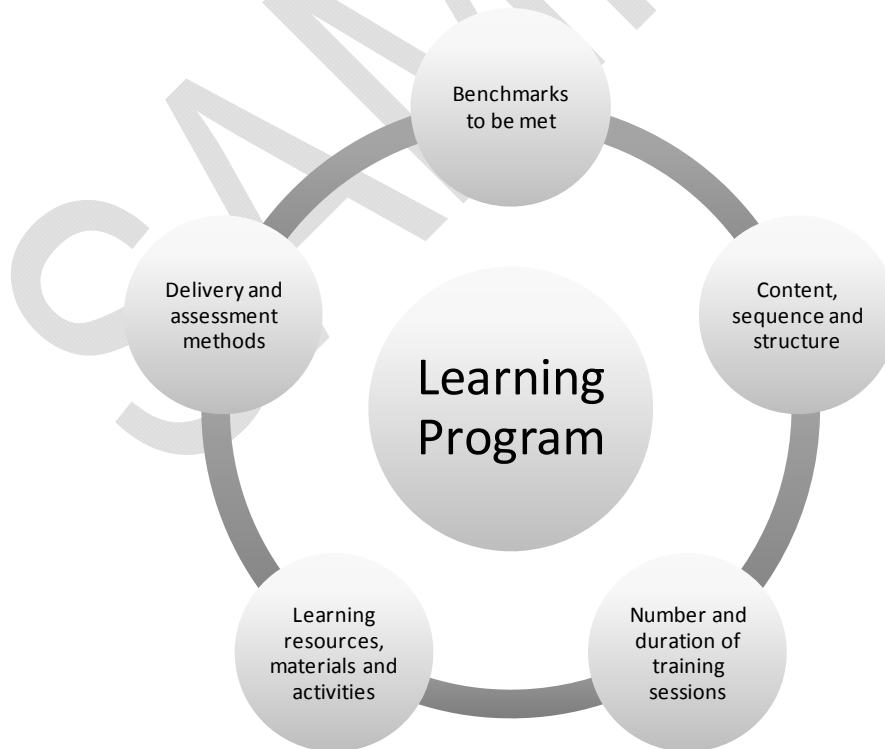 Benchmarks
to be met
Content,
sequence and
structure
Number and
duration of
training
sessions
Learning
resources,
materials and
activities
Delivery and
assessment
methods
Learning
Program